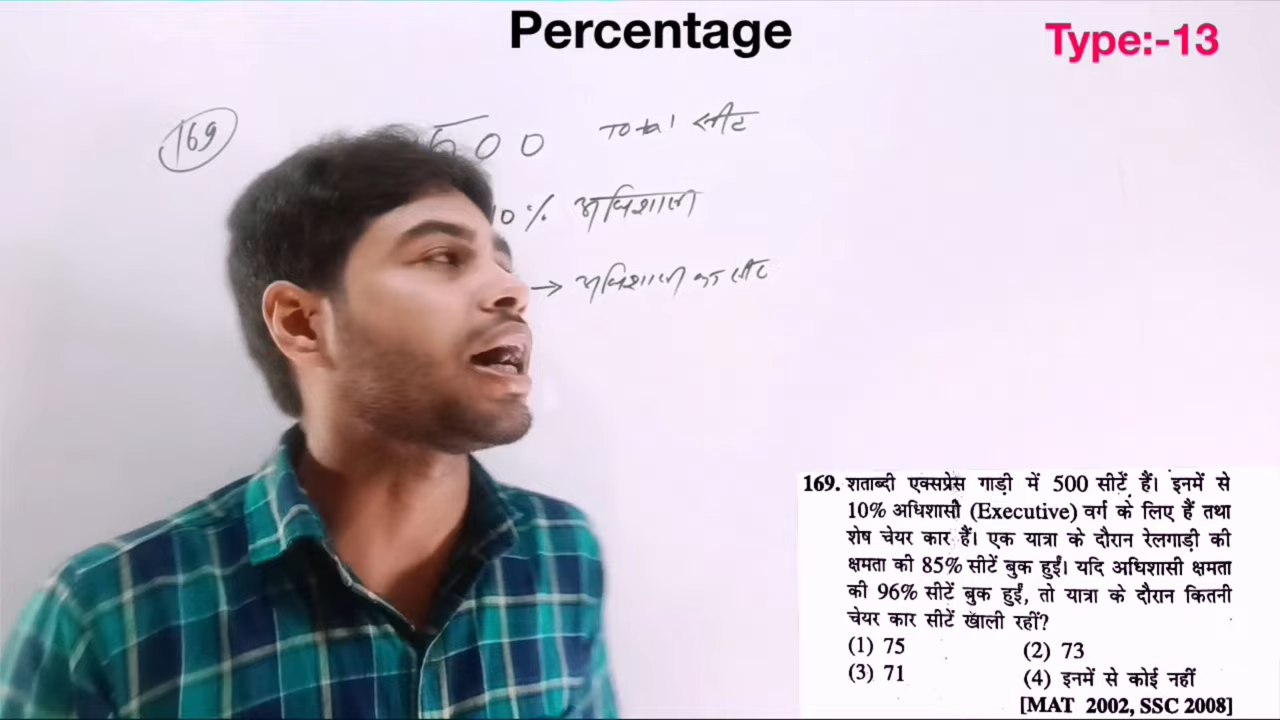 Percentage
Type:-13
169
500 Total सीट
10% अधिशासी
→ अधिशासी का सीट
169. शताब्दी एक्सप्रेस गाड़ी में 500 सीटें हैं। इनमें से
10% अधिशासी (Executive) वर्ग के लिए हैं तथा
शेष चेयर कार हैं। एक यात्रा के दौरान रेलगाड़ी की
क्षमता की 85% सीटें बुक हुईं। यदि अधिशासी क्षमता
की 96% सीटें बुक हुईं, तो यात्रा के दौरान कितनी
चेयर कार सीटें खाली रहीं?
(1) 75 (2) 73
(3) 71 (4) इनमें से कोई नहीं
[MAT 2002, SSC 2008]